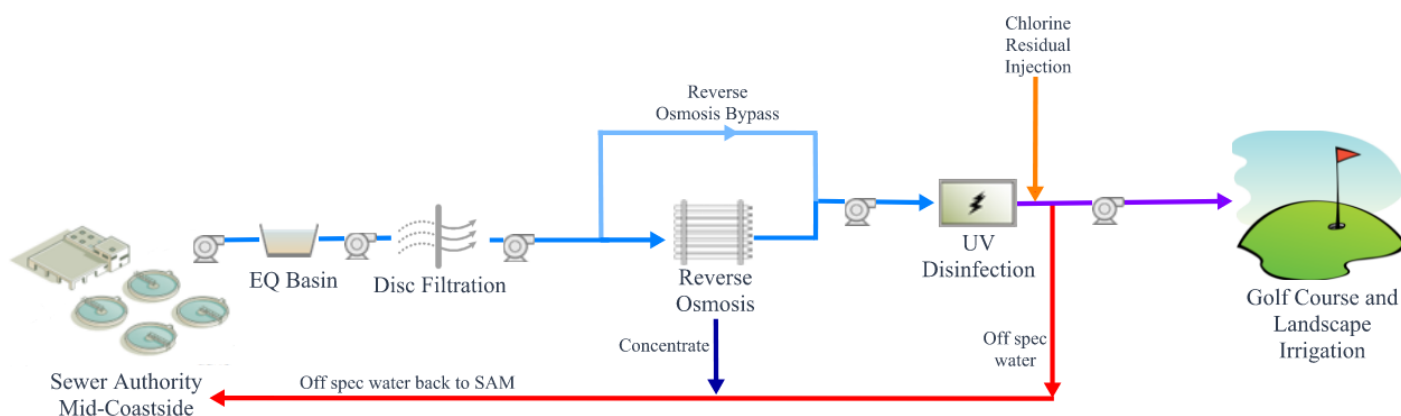 Chlorine
Residual
Injection
Reverse
Osmosis Bypass
EQ Basin
Disc Filtration
Reverse
Osmosis
UV
Disinfection
Golf Course and
Landscape
Irrigation
Concentrate
Off spec
water
Off spec water back to SAM
Sewer Authority
Mid-Coastside